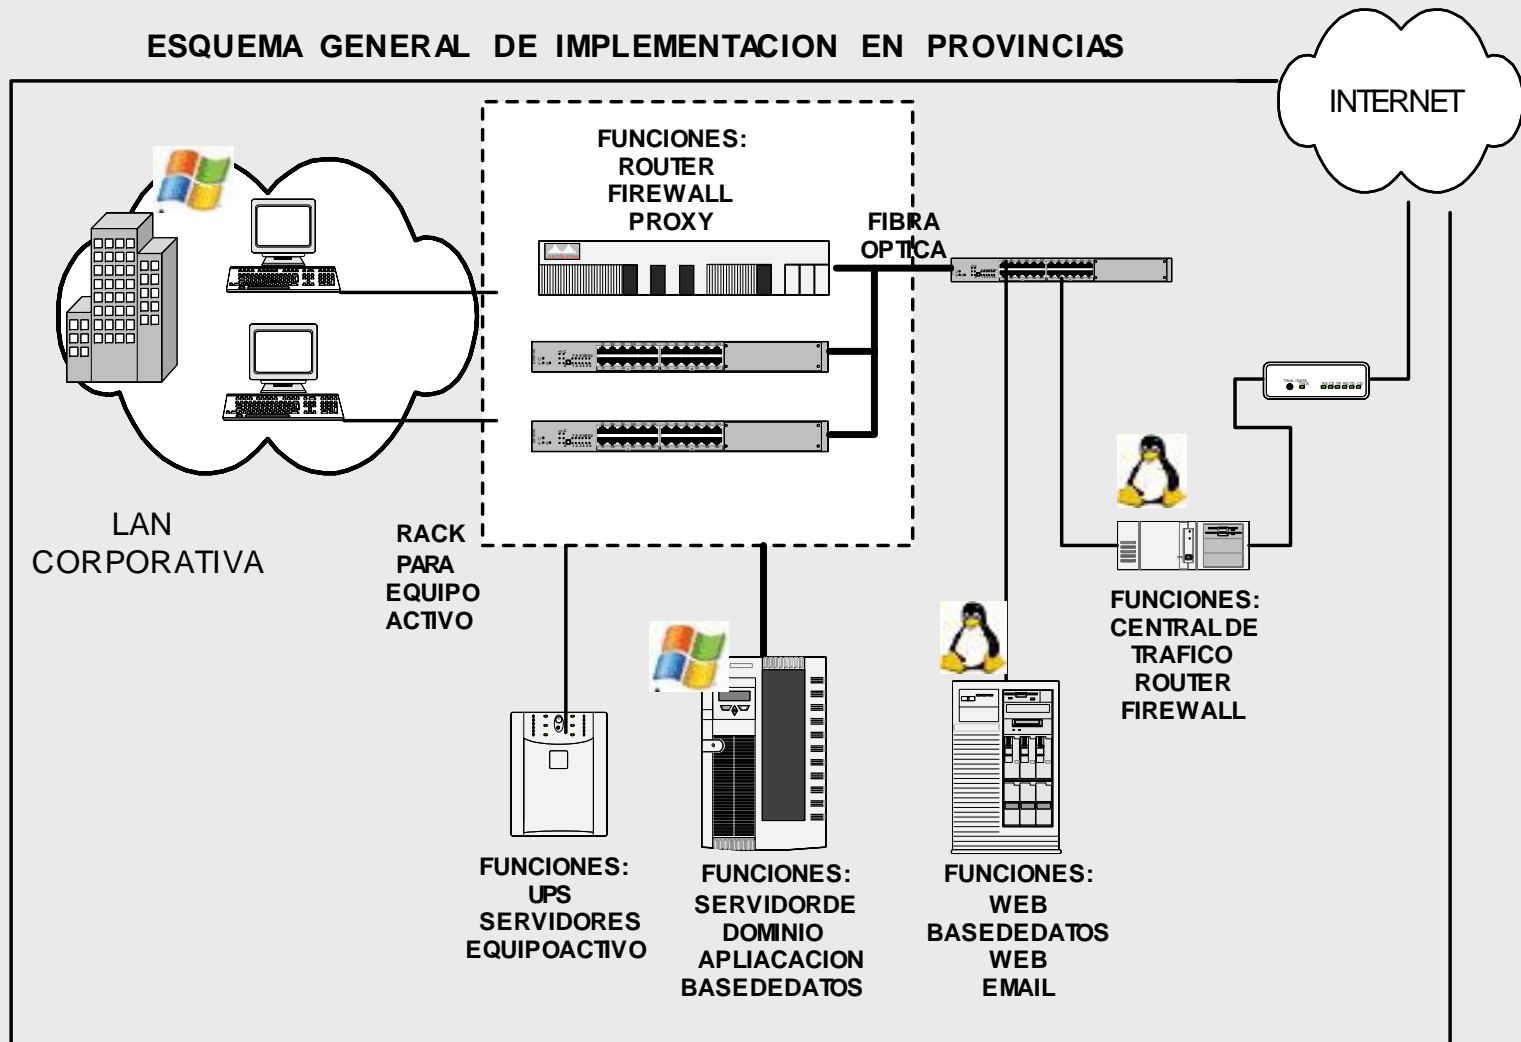 ESQUEMA GENERAL DE IMPLEMENTACION EN PROVINCIAS
INTERNET
FUNCIONES:
ROUTER
FIREWALL
PROXY
FIBRA
OPTICA
LAN
CORPORATIVA
RACK
PARA
EQUIPO
ACTIVO
TALK / DATA
FUNCIONES:
CENTRAL DE
TRAFICO
ROUTER
FIREWALL
FUNCIONES:
UPS
SERVIDORES
EQUIPOACTIVO
FUNCIONES:
SERVIDORDE
DOMINIO
APLIACACION
BASEDEDATOS
FUNCIONES:
WEB
BASEDEDATOS
WEB
EMAIL